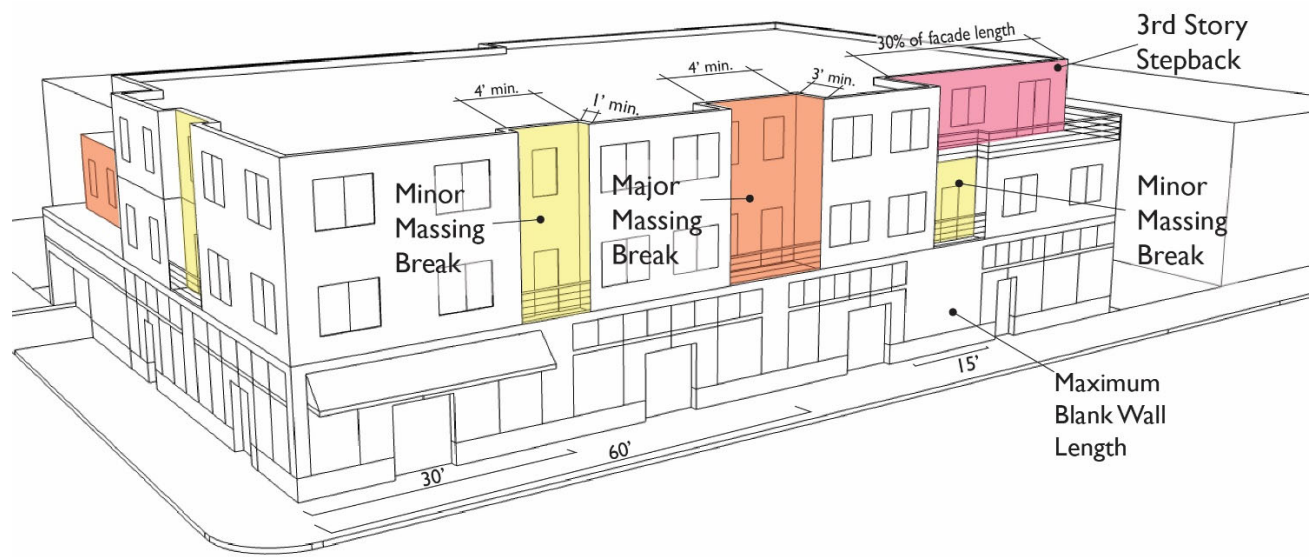 3rd Story
Stepback
30% of facade length
4' min.
1' min.
4' min.
3' min.
Minor
Massing
Break
Major
Massing
Break
Minor
Massing
Break
15'
Maximum
Blank Wall
Length
60'
30'